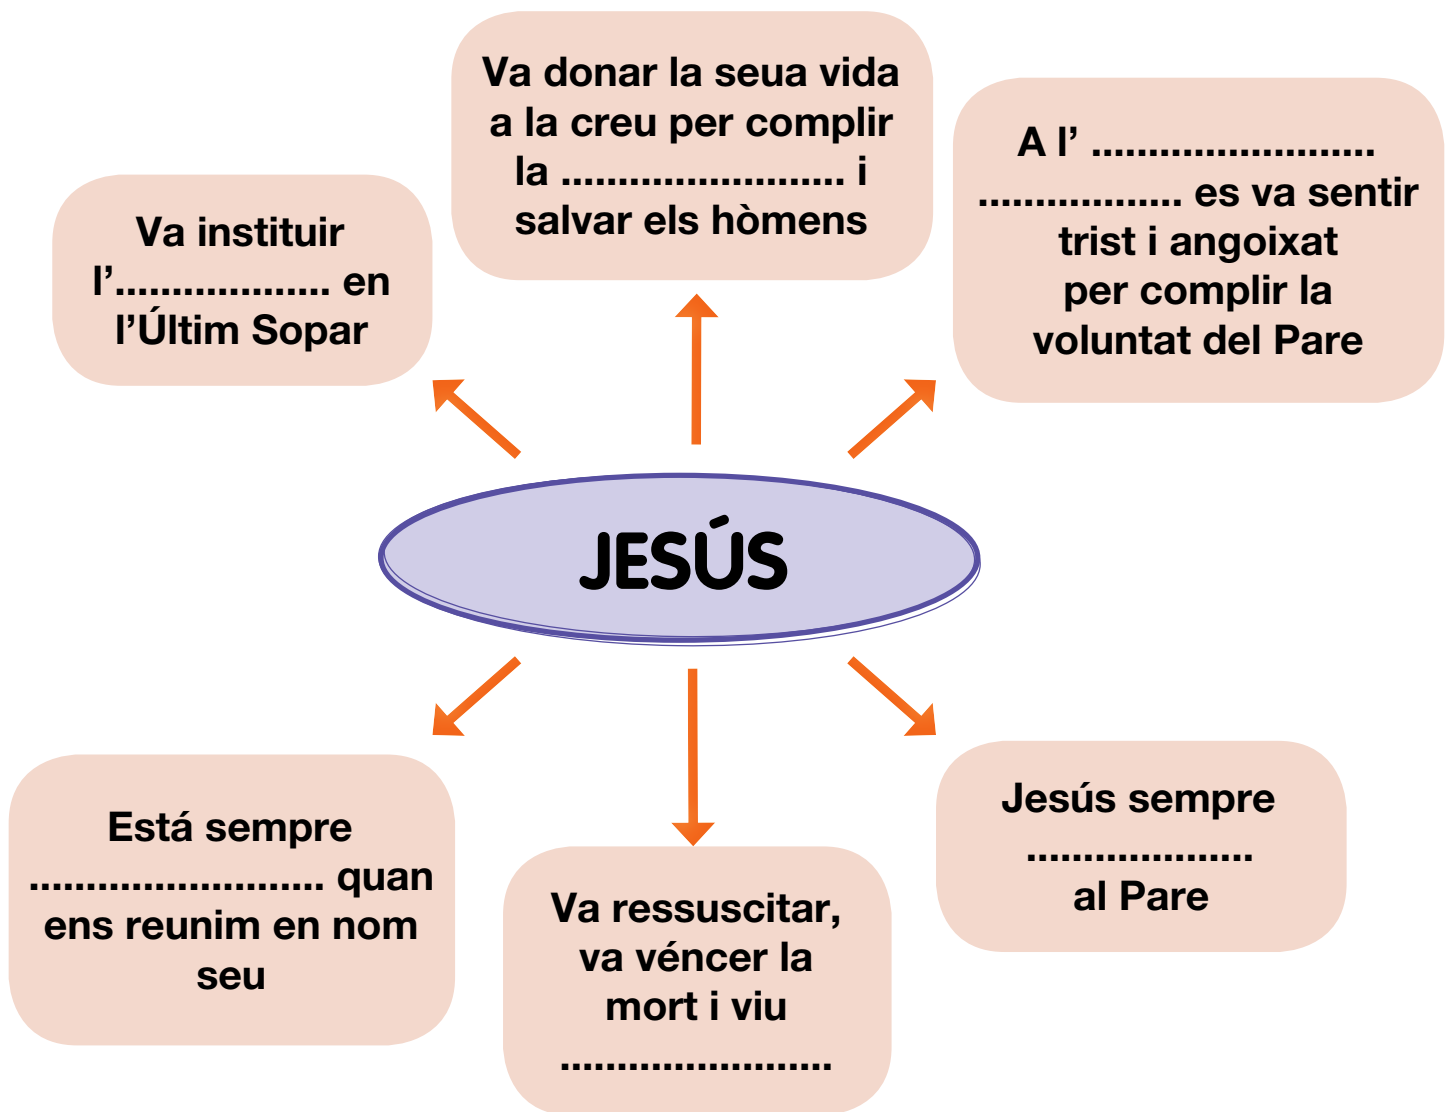 Va donar la seua vida
a la creu per complir
la ......................... i
salvar els hòmens
A l' .........................
.................. es va sentir
trist i angoixat
per complir la
voluntat del Pare
Va instituir
l'................... en
l'Últim Sopar
JESÚS
Está sempre
.......................... quan
ens reunim en nom
seu
Va ressuscitar,
va véncer la
mort i viu
........................
Jesús sempre
....................
al Pare